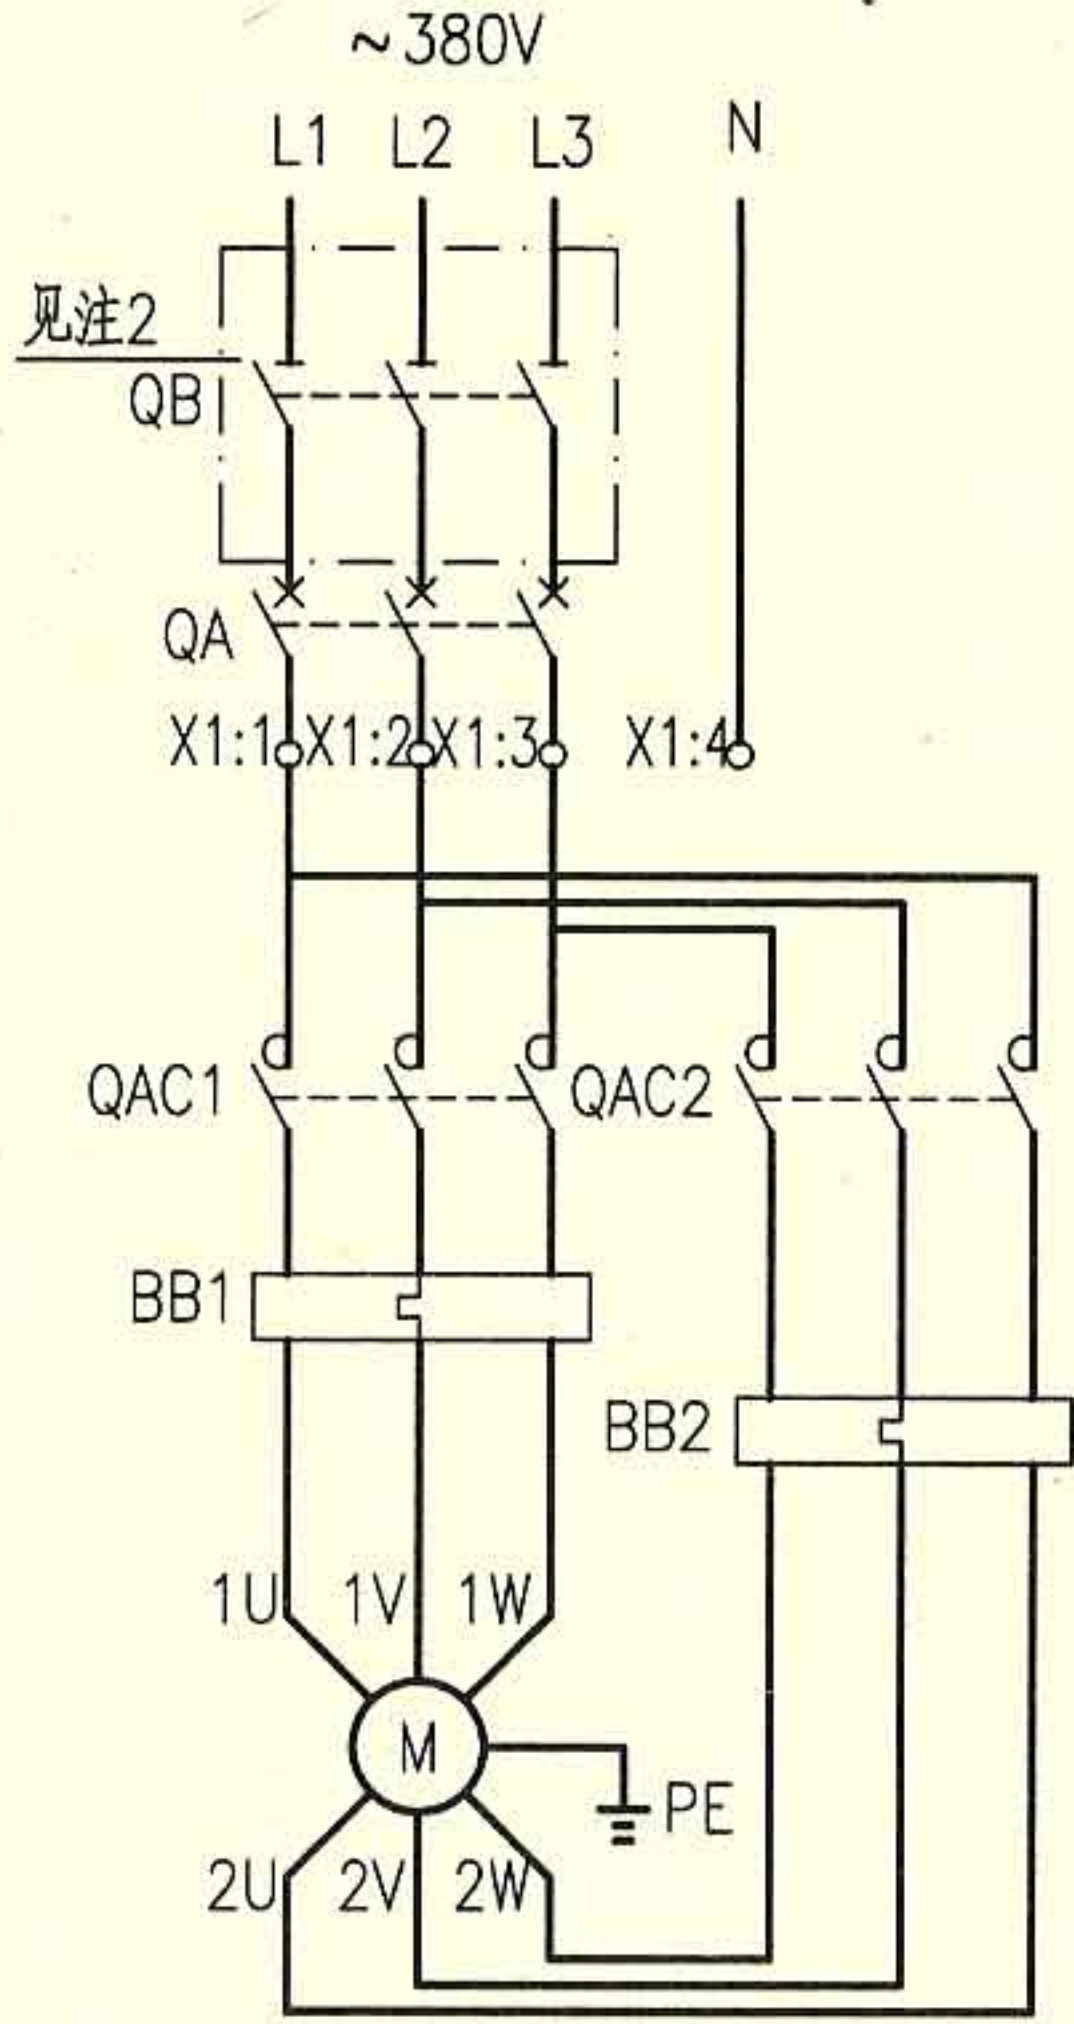 ~380V
L1 L2 L3 N
见注2
QB
QA
X1:1 X1:2 X1:3 X1:4
QAC1 QAC2
BB1
BB2
1U 1V 1W
M
PE
2U 2V 2W